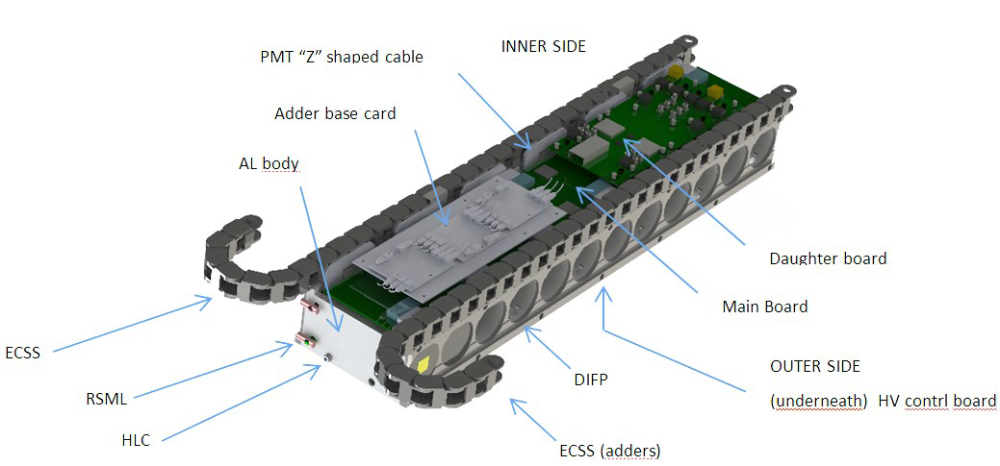 INNER SIDE
PMT “Z” shaped cable
Adder base card
AL body
Daughter board
Main Board
ECSS
OUTER SIDE
DIFP
RSML
(underneath) HV contrl board
HLC
ECSS (adders)